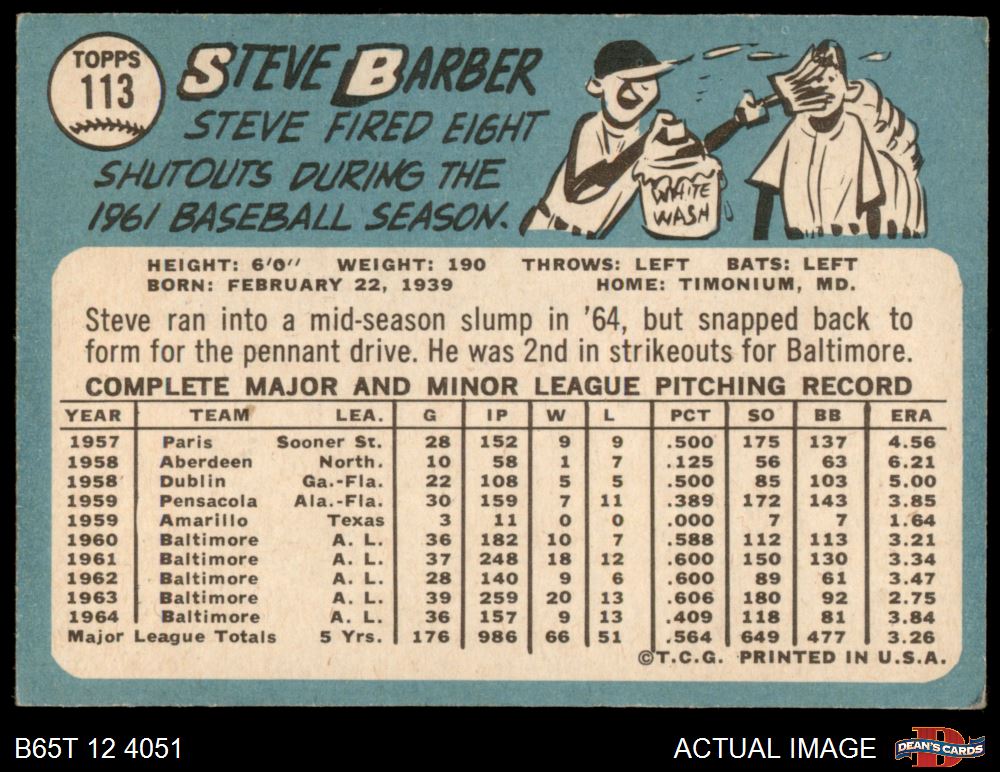 TOPPS
113
STEVE BARBER
STEVE FIRED EIGHT
SHUTOUTS DURING THE
1961 BASEBALL SEASON.
WHITE
WASH
HEIGHT: 6'0" WEIGHT: 190 THROWS: LEFT BATS: LEFT
BORN: FEBRUARY 22, 1939 HOME: TIMONIUM, MD.
Steve ran into a mid-season slump in '64, but snapped back to
form for the pennant drive. He was 2nd in strikeouts for Baltimore.
COMPLETE MAJOR AND MINOR LEAGUE PITCHING RECORD
YEAR TEAM LEA. G IP W L PCT SO BB ERA
1957 Paris Sooner St. 28 152 9 9 .500 175 137 4.56
1958 Aberdeen North. 10 58 1 7 .125 56 63 6.21
1958 Dublin Ga.-Fla. 22 108 5 5 .500 85 103 5.00
1959 Pensacola Ala.-Fla. 30 159 7 11 .389 172 143 3.85
1959 Amarillo Texas 3 11 0 0 .000 7 7 1.64
1960 Baltimore A. L. 36 182 10 7 .588 112 113 3.21
1961 Baltimore A. L. 37 248 18 12 .600 150 130 3.34
1962 Baltimore A. L. 28 140 9 6 .600 89 61 3.47
1963 Baltimore A. L. 39 259 20 13 .606 180 92 2.75
1964 Baltimore A. L. 36 157 9 13 .409 118 81 3.84
Major League Totals 5 Yrs. 176 986 66 51 .564 649 477 3.26
©T.C.G. PRINTED IN U.S.A.
B65T 12 4051 ACTUAL IMAGE
DEAN'S CARDS